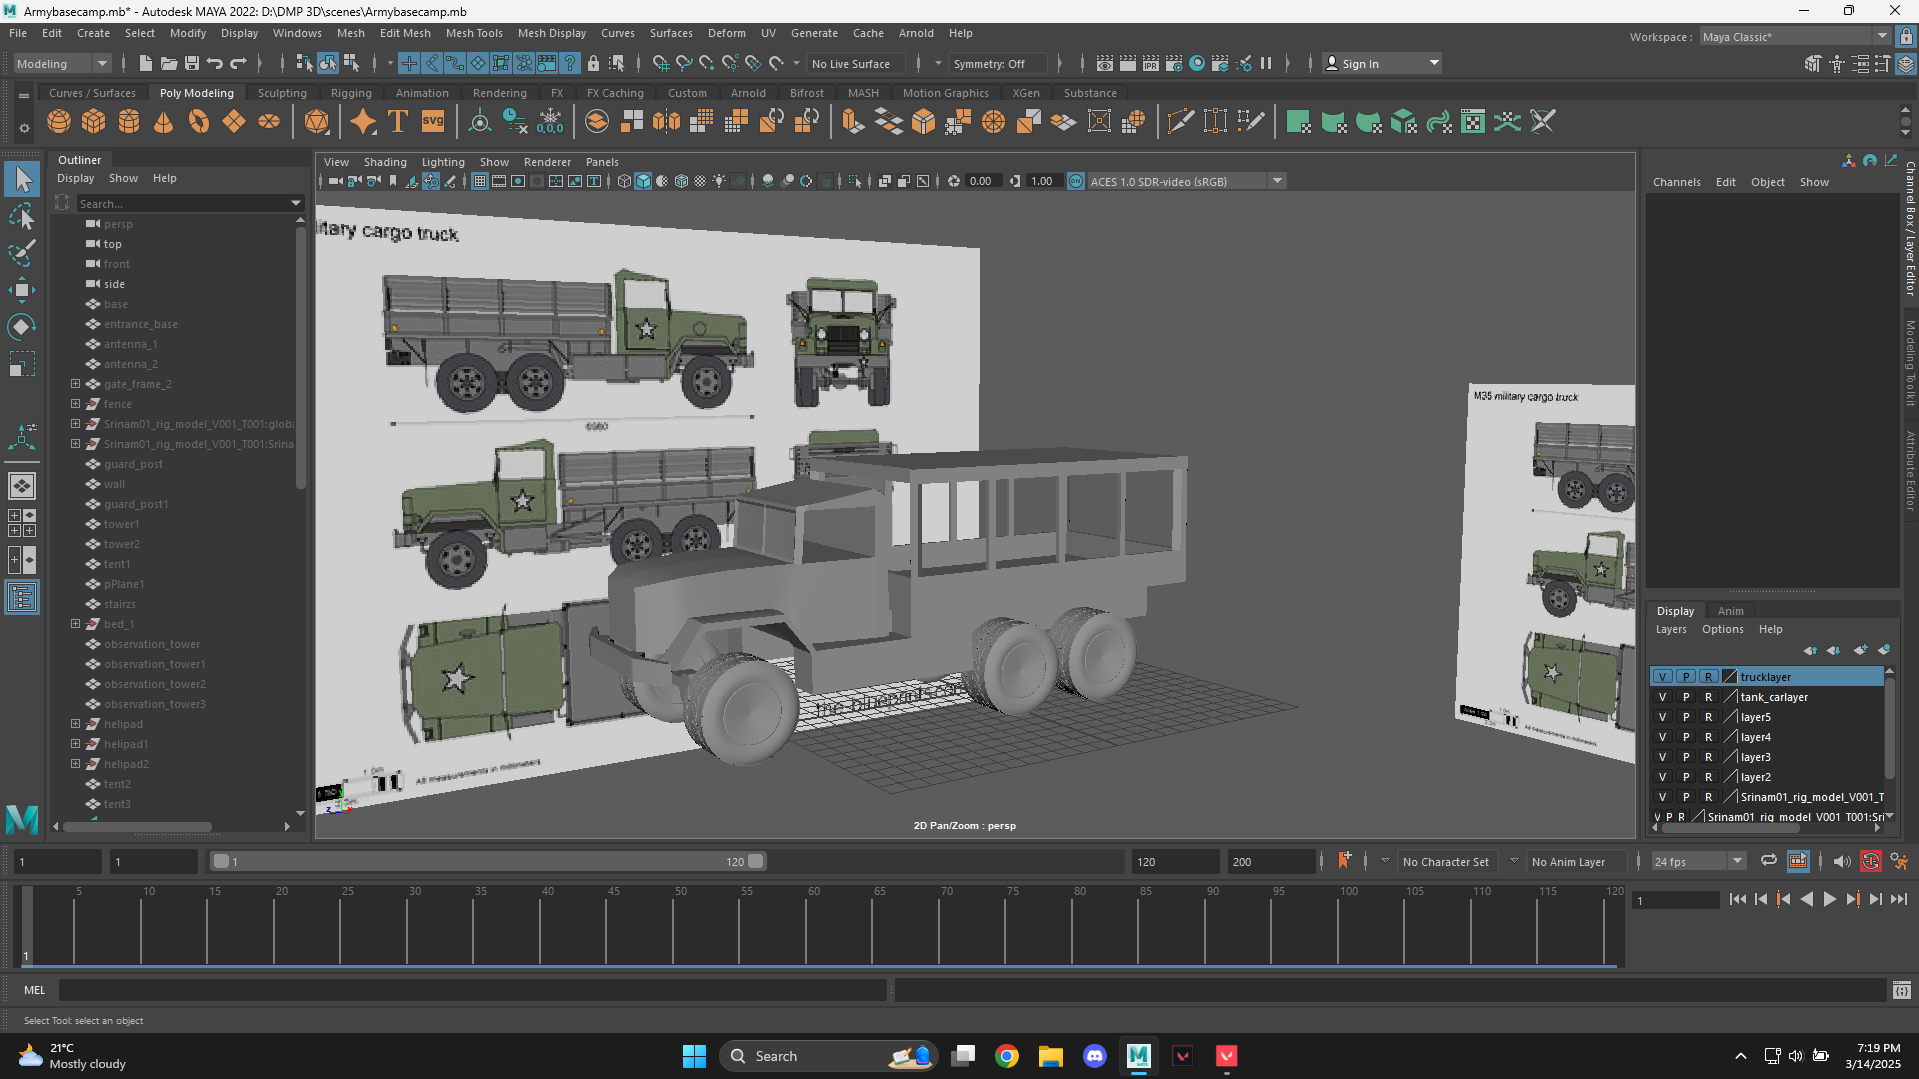 Armybasecamp.mb* - Autodesk MAYA 2022: D:\DMP 3D\scenes\Armybasecamp.mb
File Edit Create Select Modify Display Windows Mesh Edit Mesh Mesh Tools Mesh Display Curves Surfaces Deform UV Generate Cache Arnold Help
Workspace : Maya Classic*
Modeling No Live Surface Symmetry: Off Sign In
Curves / Surfaces Poly Modeling Sculpting Rigging Animation Rendering FX FX Caching Custom Arnold Bifrost MASH Motion Graphics XGen Substance
T svg 0,0,0
Outliner
Display Show Help
Search...
persp
top
front
side
base
entrance_base
antenna_1
antenna_2
gate_frame_2
fence
Srinam01_rig_model_V001_T001:globa
Srinam01_rig_model_V001_T001:Srina
guard_post
wall
guard_post1
tower1
tower2
tent1
pPlane1
stairzs
bed_1
observation_tower
observation_tower1
observation_tower2
observation_tower3
helipad
helipad1
helipad2
tent2
tent3
View Shading Lighting Show Renderer Panels
IPR
0.00 1.00 ON ACES 1.0 SDR-video (sRGB)
litary cargo truck
M35 military cargo truck
All measurements in millimeters
2D Pan/Zoom : persp
Channels Edit Object Show
Channel Box / Layer Editor
Modeling Toolkit
Attribute Editor
Display Anim
Layers Options Help
V P R trucklayer
V P R tank_carlayer
V P R layer5
V P R layer4
V P R layer3
V P R layer2
V P R Srinam01_rig_model_V001_T
V P R Srinam01_rig_model_V001_T001:Sri
1 1 1 120 120 200 No Character Set No Anim Layer 24 fps
5 10 15 20 25 30 35 40 45 50 55 60 65 70 75 80 85 90 95 100 105 110 115 120
1
1
MEL
Select Tool: select an object
21°C
Mostly cloudy
Search
MAYA
7:19 PM
3/14/2025